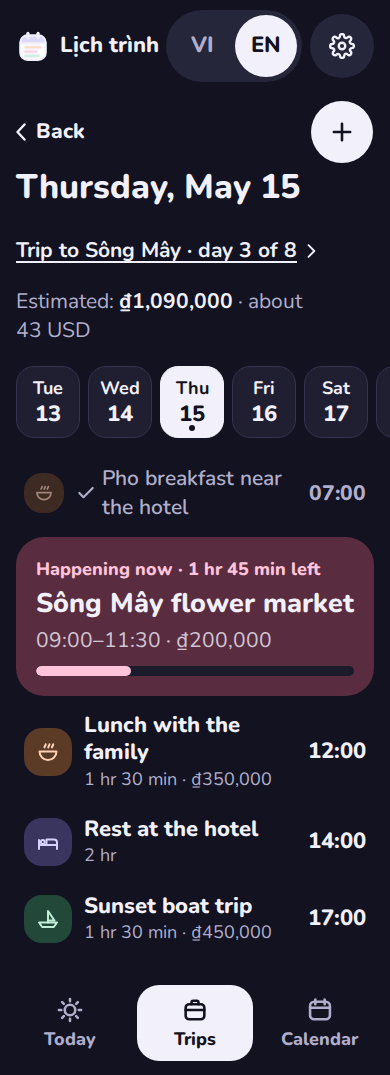 Lịch trình
VI
EN
Back
Thursday, May 15
Trip to Sông Mây · day 3 of 8
Estimated: ₫1,090,000 · about
43 USD
Tue
13
Wed
14
Thu
15
Fri
16
Sat
17
Pho breakfast near
the hotel
07:00
Happening now · 1 hr 45 min left
Sông Mây flower market
09:00–11:30 · ₫200,000
Lunch with the
family
1 hr 30 min · ₫350,000
12:00
Rest at the hotel
2 hr
14:00
Sunset boat trip
1 hr 30 min · ₫450,000
17:00
Today
Trips
Calendar